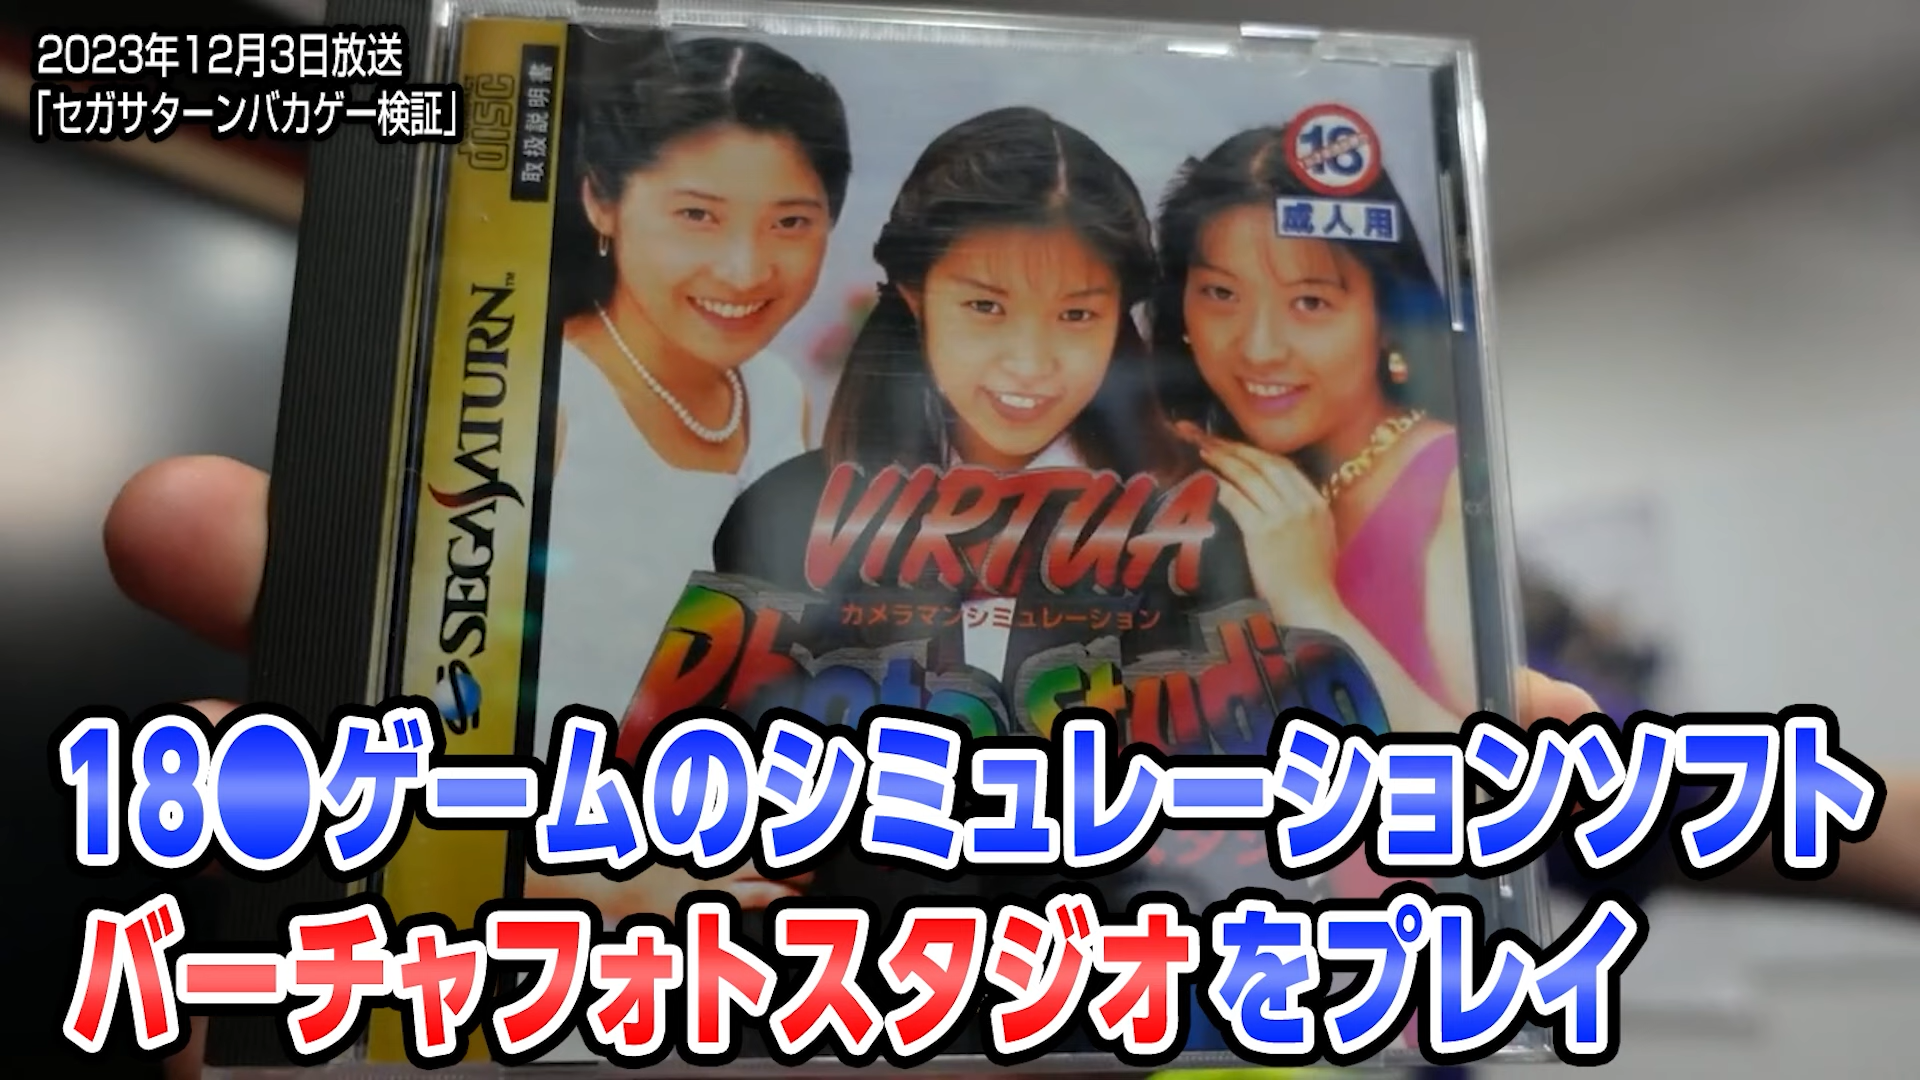 2023年12月3日放送
「セガサターンバカゲー検証」
disc
取扱説明書
SEGA SATURN™
18
成人用
VIRTUA
カメラマンシミュレーション
Photo Studio
18●ゲームのシミュレーションソフト
バーチャフォトスタジオをプレイ